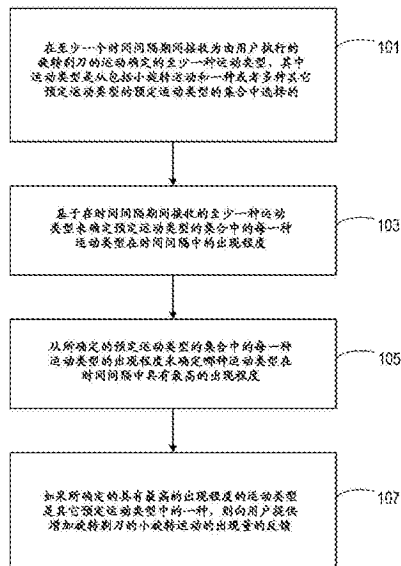 在至少一个时间间隔期间接收为由用户执行的
旋转剃刀的运动确定的至少一种运动类型，其中
运动类型是从包括小旋转运动和一种或者多种其它
预定运动类型的预定运动类型的集合中选择的
101
基于在时间间隔期间接收的至少一种运动
类型来确定预定运动类型的集合中的每一种
运动类型在时间间隔中的出现程度
103
从所确定的预定运动类型的集合中的每一种
运动类型的出现程度来确定哪种运动类型在
时间间隔中具有最高的出现程度
105
如果所确定的具有最高的出现程度的运动类型
是其它预定运动类型中的一种，则向用户提供
增加旋转剃刀的小旋转运动的出现量的反馈
107